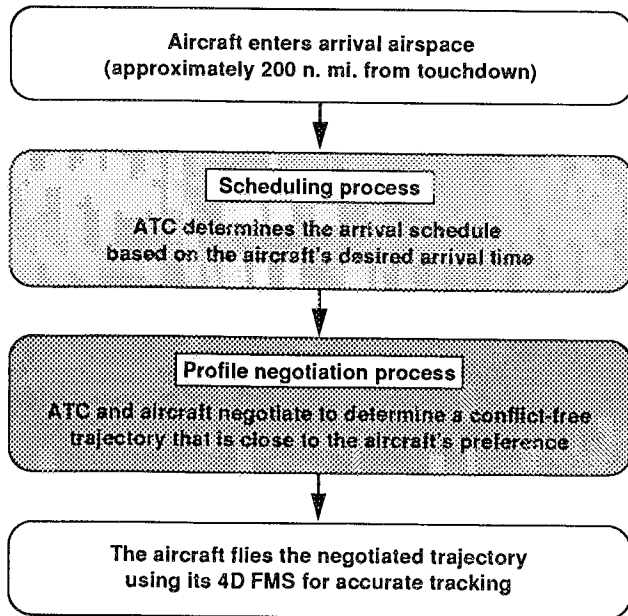 Aircraft enters arrival airspace
(approximately 200 n. mi. from touchdown)
Scheduling process
ATC determines the arrival schedule
based on the aircraft's desired arrival time
Profile negotiation process
ATC and aircraft negotiate to determine a conflict-free
trajectory that is close to the aircraft's preference
The aircraft flies the negotiated trajectory
using its 4D FMS for accurate tracking